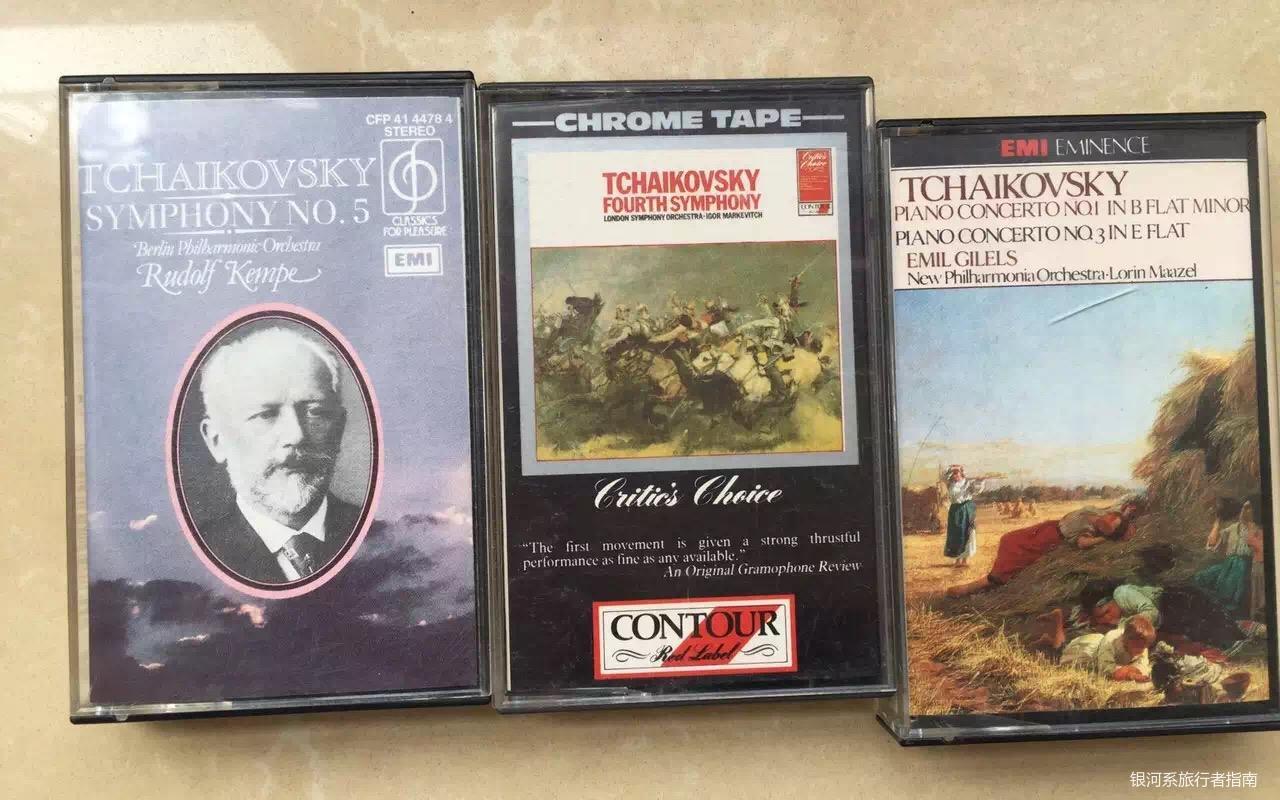 CFP 41 4478 4
STEREO
TCHAIKOVSKY
SYMPHONY NO. 5
CLASSICS
FOR PLEASURE
Berlin Philharmonic Orchestra
Rudolf Kempe
EMI
CHROME TAPE
TCHAIKOVSKY
FOURTH SYMPHONY
LONDON SYMPHONY ORCHESTRA·IGOR MARKEVITCH
Critic's
Choice
CONTOUR
Critic's Choice
"The first movement is given a strong thrustful
performance as fine as any available."
An Original Gramophone Review
CONTOUR
Red Label
EMI EMINENCE
TCHAIKOVSKY
PIANO CONCERTO NO.1 IN B FLAT MINOR
PIANO CONCERTO NO.3 IN E FLAT
EMIL GILELS
New Philharmonia Orchestra·Lorin Maazel
银河系旅行者指南